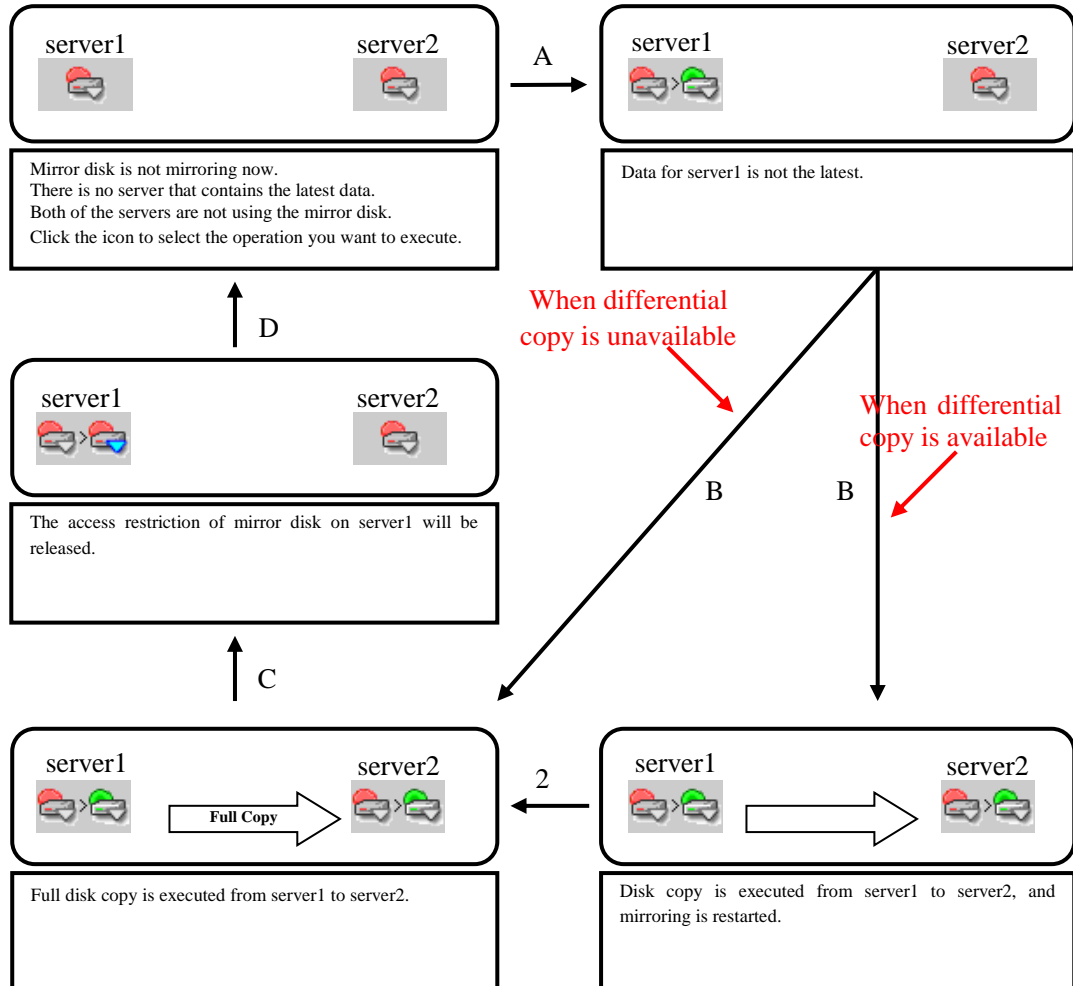 server1
server2
A
server1
server2
Mirror disk is not mirroring now.
There is no server that contains the latest data.
Both of the servers are not using the mirror disk.
Click the icon to select the operation you want to execute.
Data for server1 is not the latest.
When differential
copy is unavailable
D
server1
server2
When differential
copy is available
B
B
The access restriction of mirror disk on server1 will be
released.
C
server1
server2
Full Copy
2
server1
server2
Full disk copy is executed from server1 to server2.
Disk copy is executed from server1 to server2, and
mirroring is restarted.